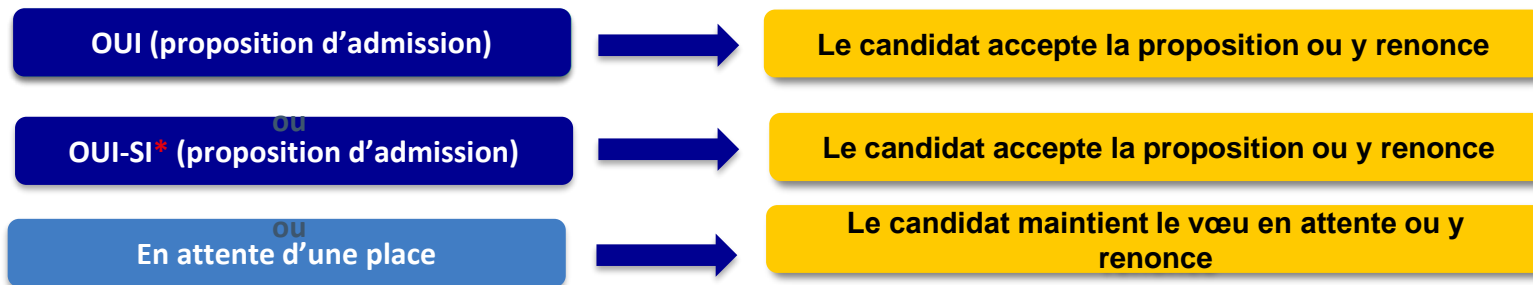 OUI (proposition d’admission)
Le candidat accepte la proposition ou y renonce
ou
OUI-SI* (proposition d’admission)
Le candidat accepte la proposition ou y renonce
ou
En attente d’une place
Le candidat maintient le vœu en attente ou y
renonce